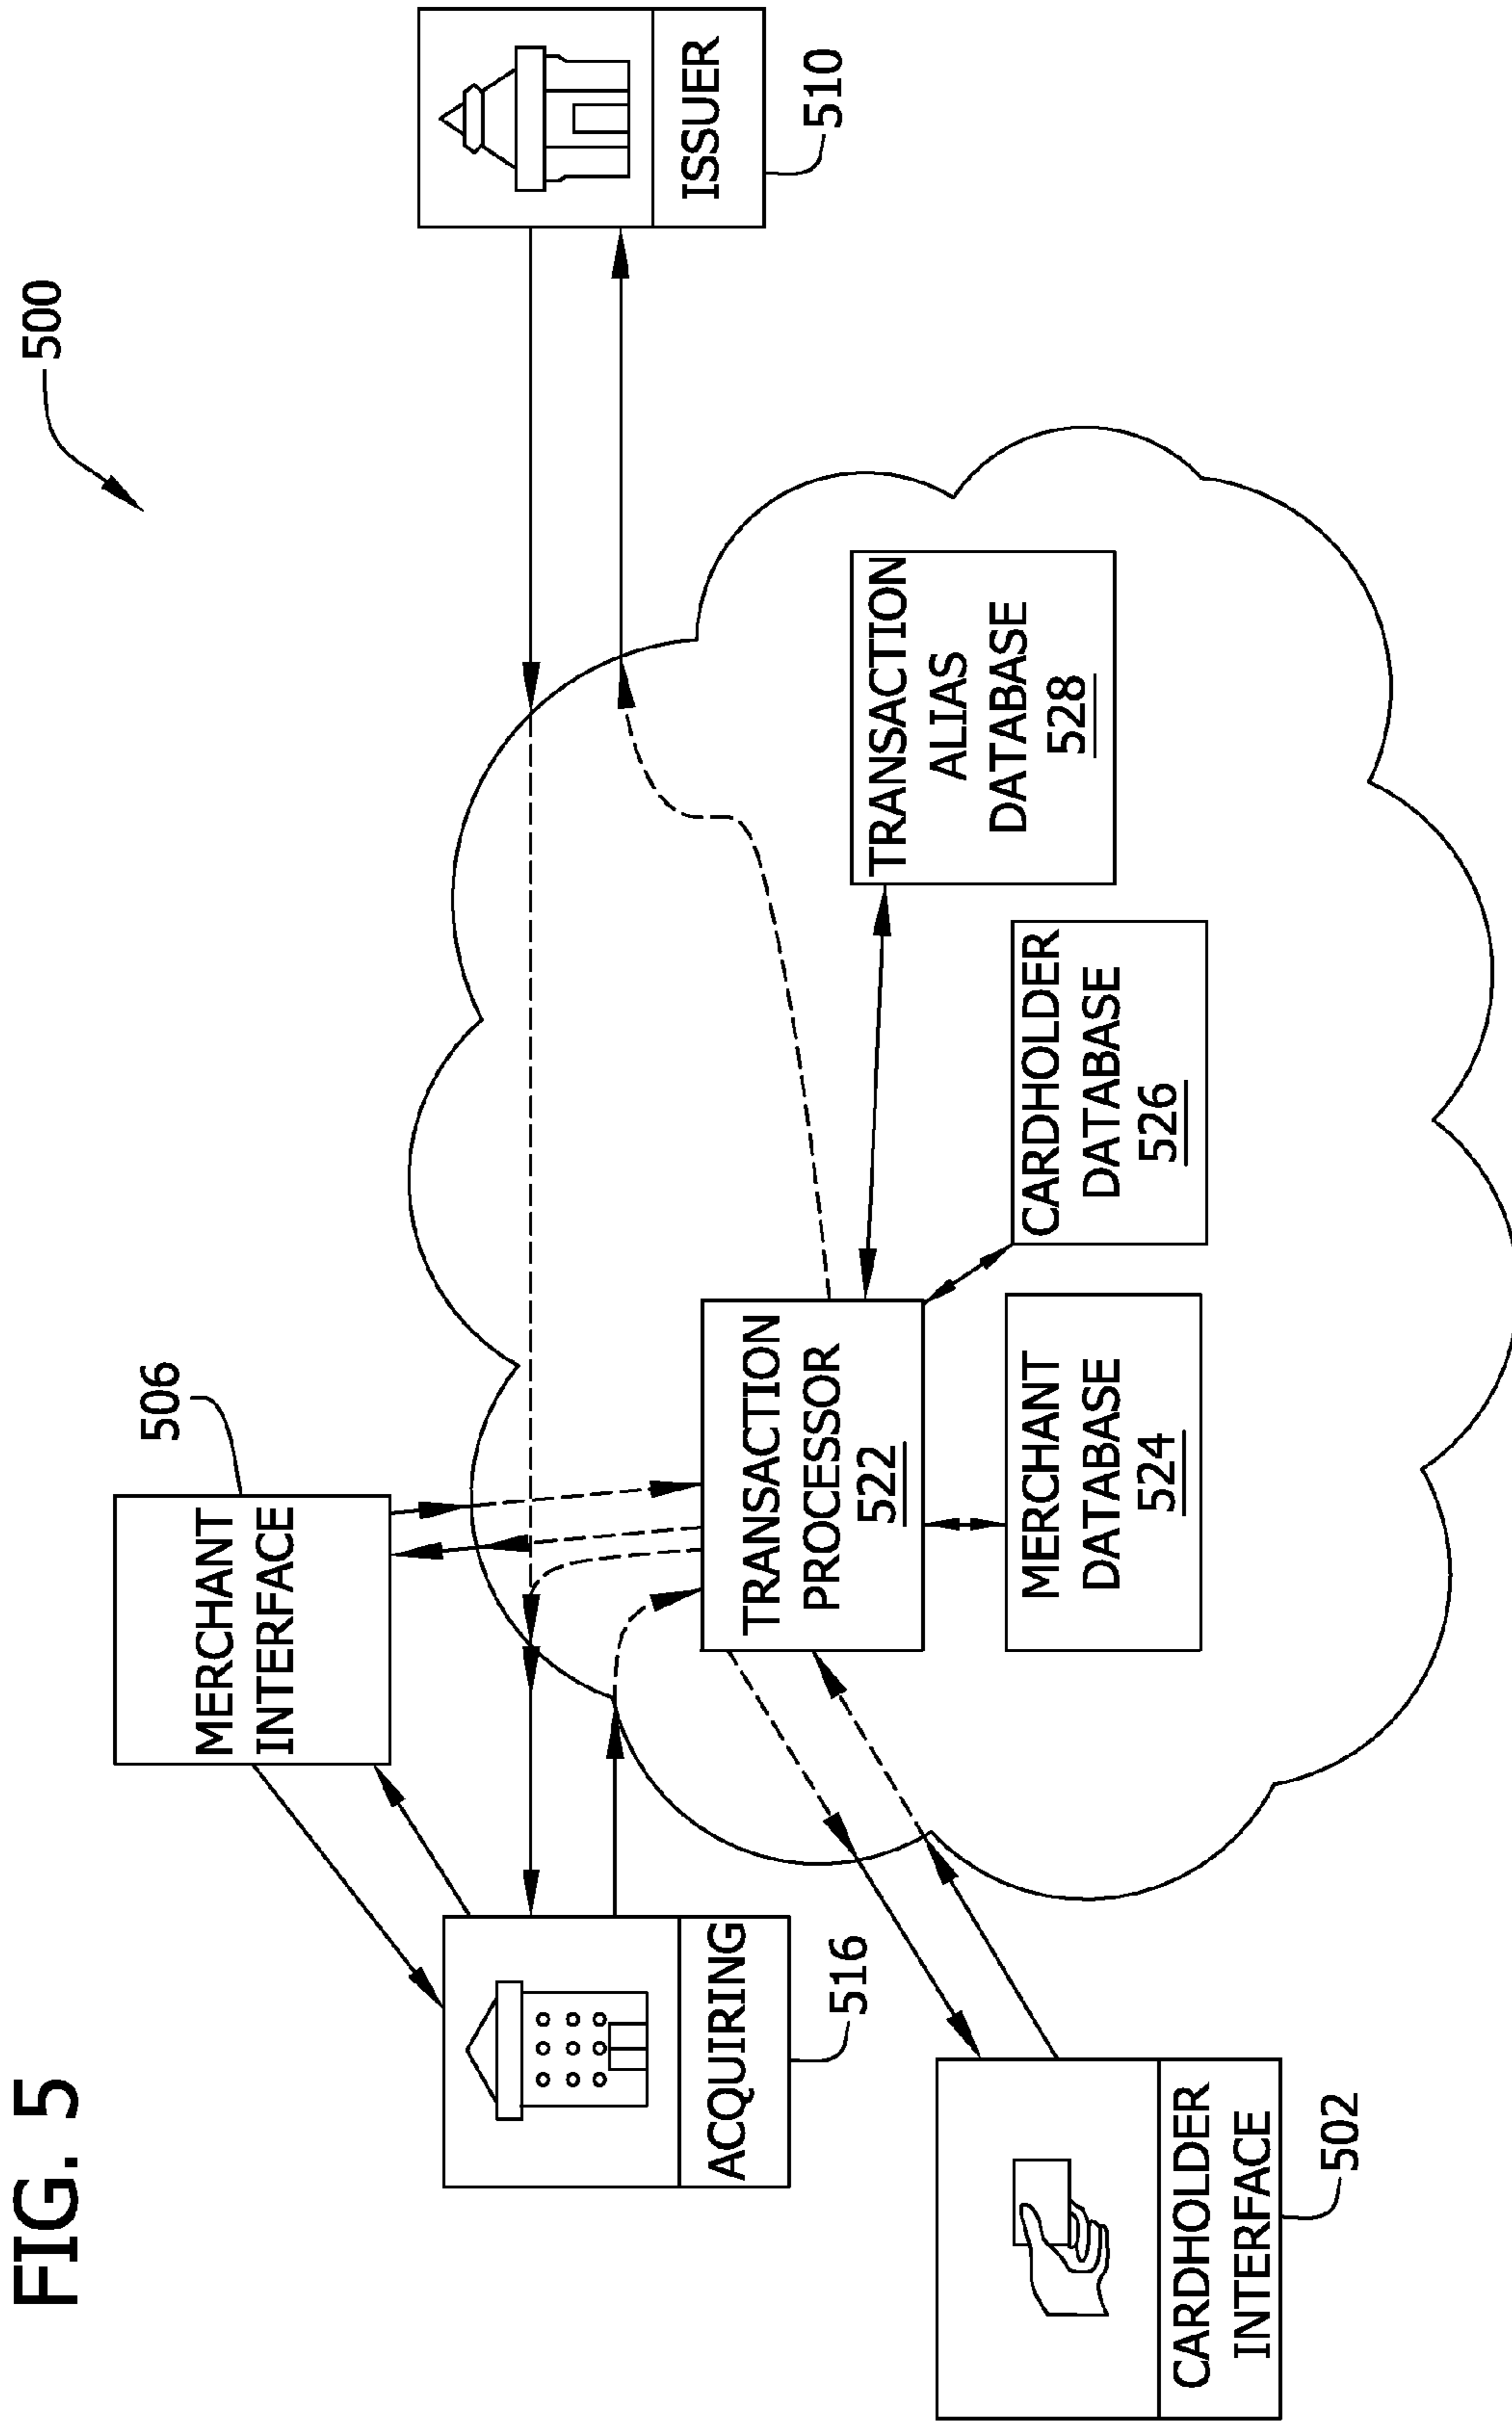 FIG. 5
500
506
MERCHANT
INTERFACE
ACQUIRING
516
ISSUER
510
TRANSACTION
PROCESSOR
522
TRANSACTION
ALIAS
DATABASE
528
CARDHOLDER
DATABASE
526
MERCHANT
DATABASE
524
CARDHOLDER
INTERFACE
502